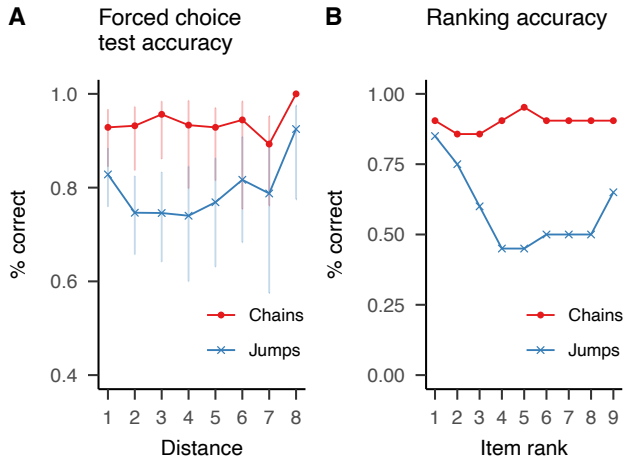 A
Forced choice
test accuracy
1.0
0.8
0.6
0.4
% correct
Chains
Jumps
1 2 3 4 5 6 7 8
Distance
B
Ranking accuracy
1.00
0.75
0.50
0.25
0.00
% correct
Chains
Jumps
1 2 3 4 5 6 7 8 9
Item rank